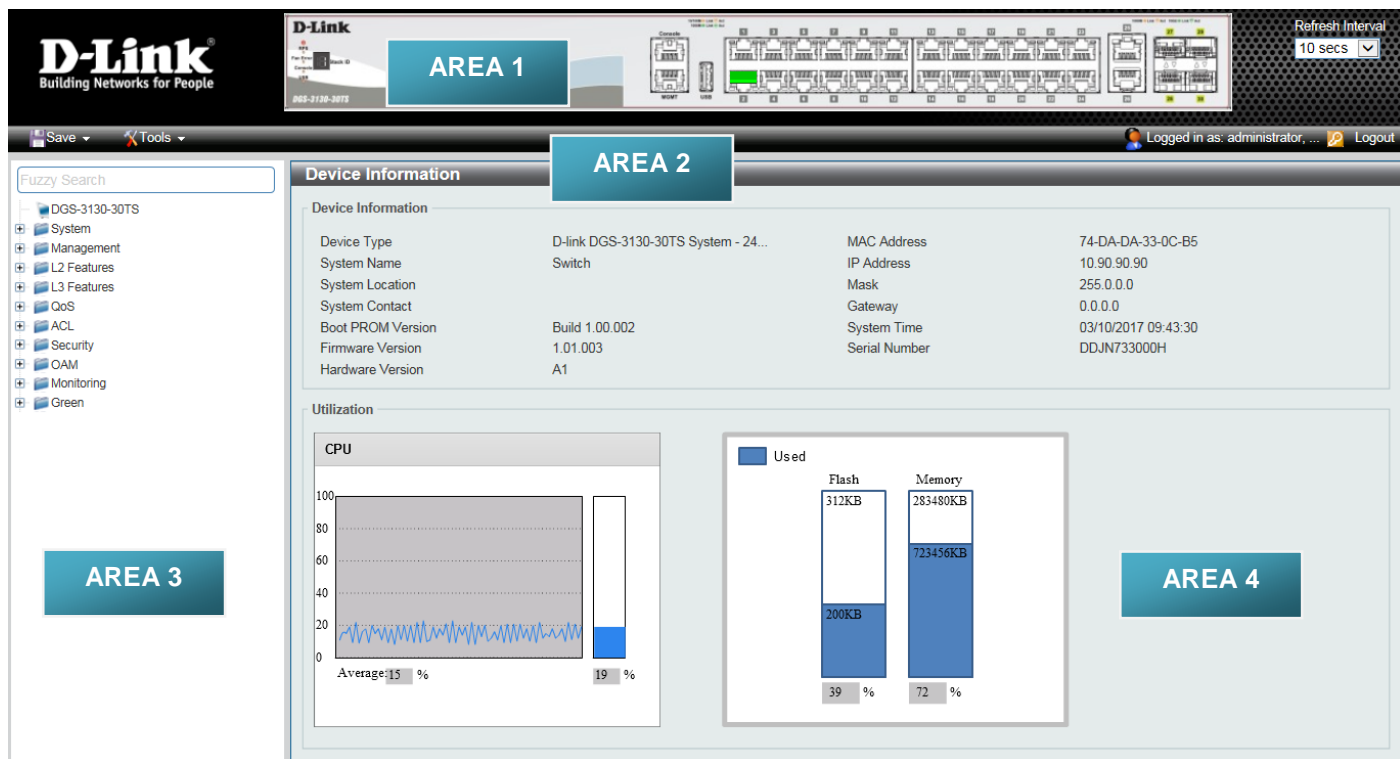 D-Link®
Building Networks for People
D-Link
Console
MGMT
USB
DGS-3130-30TS
AREA 1
Refresh Interval
10 secs
Save
Tools
Logged in as: administrator, ...
Logout
AREA 2
Fuzzy Search
DGS-3130-30TS
System
Management
L2 Features
L3 Features
QoS
ACL
Security
OAM
Monitoring
Green
AREA 3
Device Information
Device Information
Device Type D-link DGS-3130-30TS System - 24... MAC Address 74-DA-DA-33-0C-B5
System Name Switch IP Address 10.90.90.90
System Location Mask 255.0.0.0
System Contact Gateway 0.0.0.0
Boot PROM Version Build 1.00.002 System Time 03/10/2017 09:43:30
Firmware Version 1.01.003 Serial Number DDJN733000H
Hardware Version A1
Utilization
CPU
100
80
60
40
20
0
Average:15 %
19 %
Used
Flash Memory
312KB 283480KB
723456KB
200KB
39 % 72 %
AREA 4